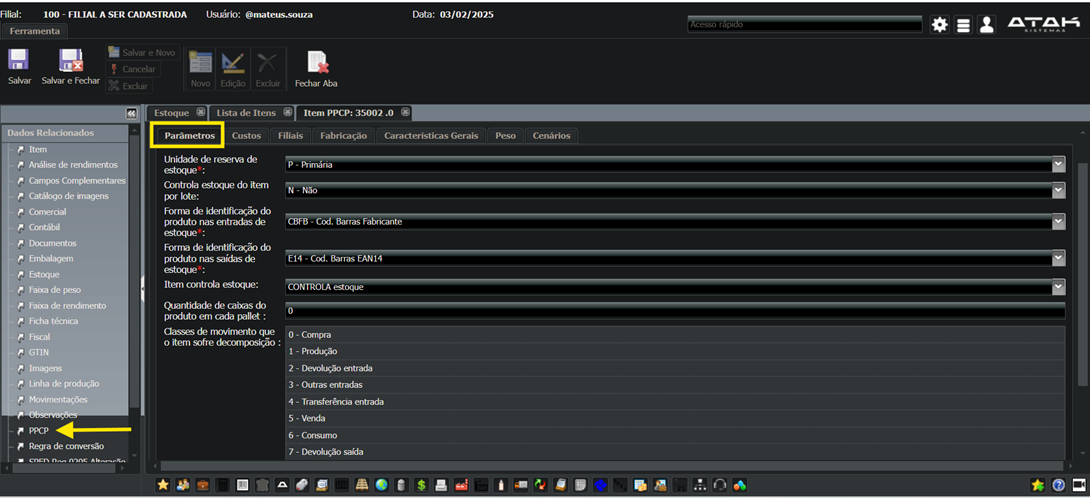 Filial: 100 - FILIAL A SER CADASTRADA Usuário: @mateus.souza Data: 03/02/2025
Acesso rápido
ATAK
SISTEMAS
Ferramenta
Salvar
Salvar e Fechar
Salvar e Novo
Cancelar
Excluir
Novo
Edição
Excluir
Fechar Aba
Estoque
Lista de Itens
Item PPCP: 35002 .0
Dados Relacionados
Item
Análise de rendimentos
Campos Complementares
Catálogo de imagens
Comercial
Contábil
Documentos
Embalagem
Estoque
Faixa de peso
Faixa de rendimento
Ficha técnica
Fiscal
GTIN
Imagens
Linha de produção
Movimentações
Observações
PPCP
Regra de conversão
SPED Reg 0205 Alteração
Parâmetros
Custos
Filiais
Fabricação
Características Gerais
Peso
Cenários
Unidade de reserva de
estoque*:
P - Primária
Controla estoque do item
por lote:
N - Não
Forma de identificação do
produto nas entradas de
estoque*:
CBFB - Cod. Barras Fabricante
Forma de identificação do
produto nas saídas de
estoque*:
E14 - Cod. Barras EAN14
Item controla estoque:
CONTROLA estoque
Quantidade de caixas do
produto em cada pallet :
0
Classes de movimento que
o item sofre decomposição :
0 - Compra
1 - Produção
2 - Devolução entrada
3 - Outras entradas
4 - Transferência entrada
5 - Venda
6 - Consumo
7 - Devolução saída